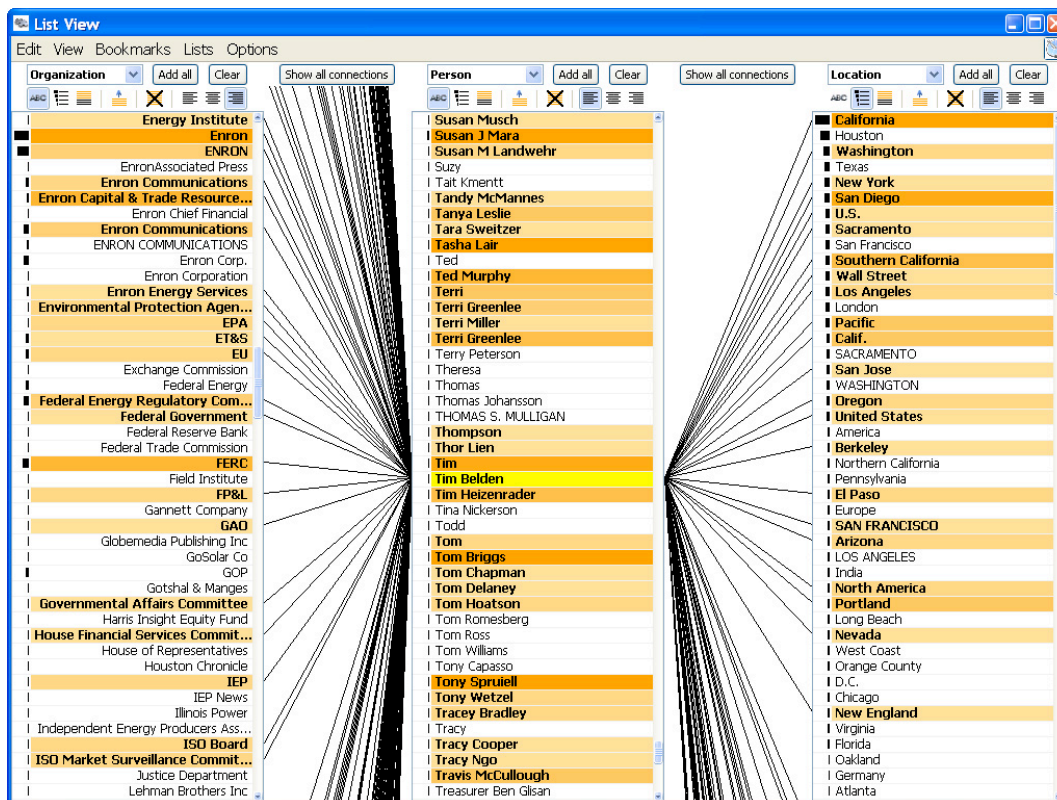 List View
Edit View Bookmarks Lists Options
Organization Add all Clear Show all connections Person Add all Clear Show all connections Location Add all Clear
ABC ABC ABC
Energy Institute
Enron
ENRON
EnronAssociated Press
Enron Communications
Enron Capital & Trade Resource...
Enron Chief Financial
Enron Communications
ENRON COMMUNICATIONS
Enron Corp.
Enron Corporation
Enron Energy Services
Environmental Protection Agen...
EPA
ET&S
EU
Exchange Commission
Federal Energy
Federal Energy Regulatory Com...
Federal Government
Federal Reserve Bank
Federal Trade Commission
FERC
Field Institute
FP&L
Gannett Company
GAO
Globemedia Publishing Inc
GoSolar Co
GOP
Gotshal & Manges
Governmental Affairs Committee
Harris Insight Equity Fund
House Financial Services Commit...
House of Representatives
Houston Chronicle
IEP
IEP News
Illinois Power
Independent Energy Producers Ass...
ISO Board
ISO Market Surveillance Commit...
Justice Department
Lehman Brothers Inc
Susan Musch
Susan J Mara
Susan M Landwehr
Suzy
Tait Kmentt
Tandy McMannes
Tanya Leslie
Tara Sweitzer
Tasha Lair
Ted
Ted Murphy
Terri
Terri Greenlee
Terri Miller
Terri Greenlee
Terry Peterson
Theresa
Thomas
Thomas Johansson
THOMAS S. MULLIGAN
Thompson
Thor Lien
Tim
Tim Belden
Tim Heizenrader
Tina Nickerson
Todd
Tom
Tom Briggs
Tom Chapman
Tom Delaney
Tom Hoatson
Tom Romesberg
Tom Ross
Tom Williams
Tony Capasso
Tony Spruiell
Tony Wetzel
Tracey Bradley
Tracy
Tracy Cooper
Tracy Ngo
Travis McCullough
Treasurer Ben Glisan
California
Houston
Washington
Texas
New York
San Diego
U.S.
Sacramento
San Francisco
Southern California
Wall Street
Los Angeles
London
Pacific
Calif.
SACRAMENTO
San Jose
WASHINGTON
Oregon
United States
America
Berkeley
Northern California
Pennsylvania
El Paso
Europe
SAN FRANCISCO
Arizona
LOS ANGELES
India
North America
Portland
Long Beach
Nevada
West Coast
Orange County
D.C.
Chicago
New England
Virginia
Florida
Oakland
Germany
Atlanta